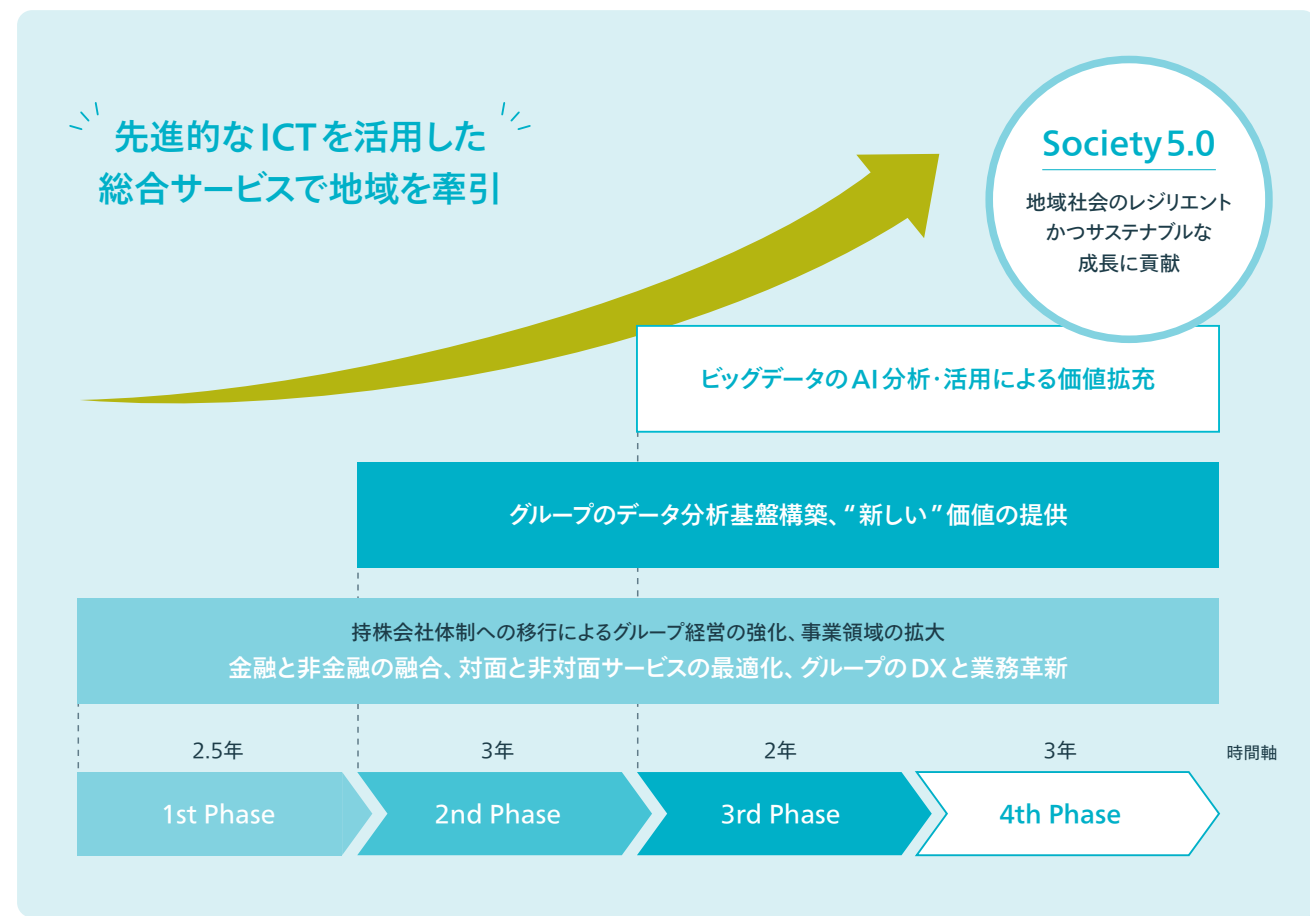 先進的なICTを活用した
総合サービスで地域を牽引
Society 5.0
地域社会のレジリエント
かつサステナブルな
成長に貢献
ビッグデータのAI分析・活用による価値拡充
グループのデータ分析基盤構築、“新しい”価値の提供
持株会社体制への移行によるグループ経営の強化、事業領域の拡大
金融と非金融の融合、対面と非対面サービスの最適化、グループのDXと業務革新
2.5年
3年
2年
3年
時間軸
1st Phase
2nd Phase
3rd Phase
4th Phase